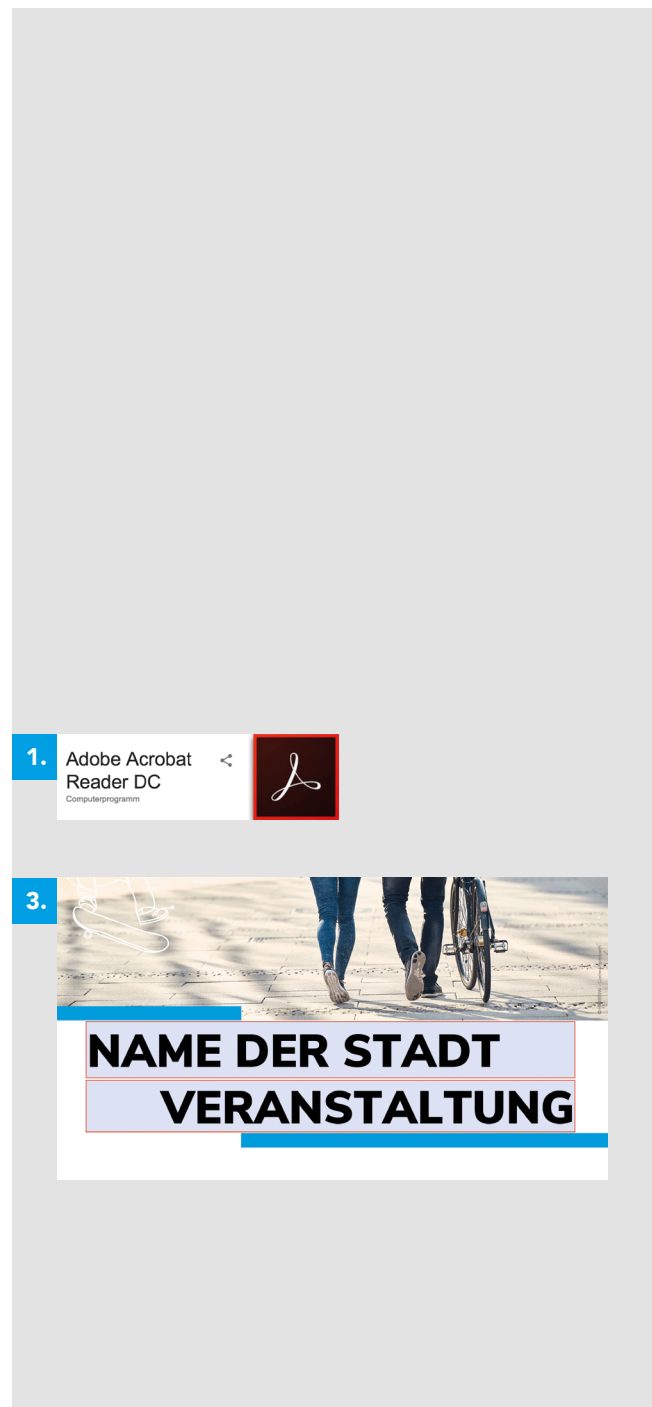 1.
Adobe Acrobat
Reader DC
Computerprogramm
3.
NAME DER STADT
VERANSTALTUNG